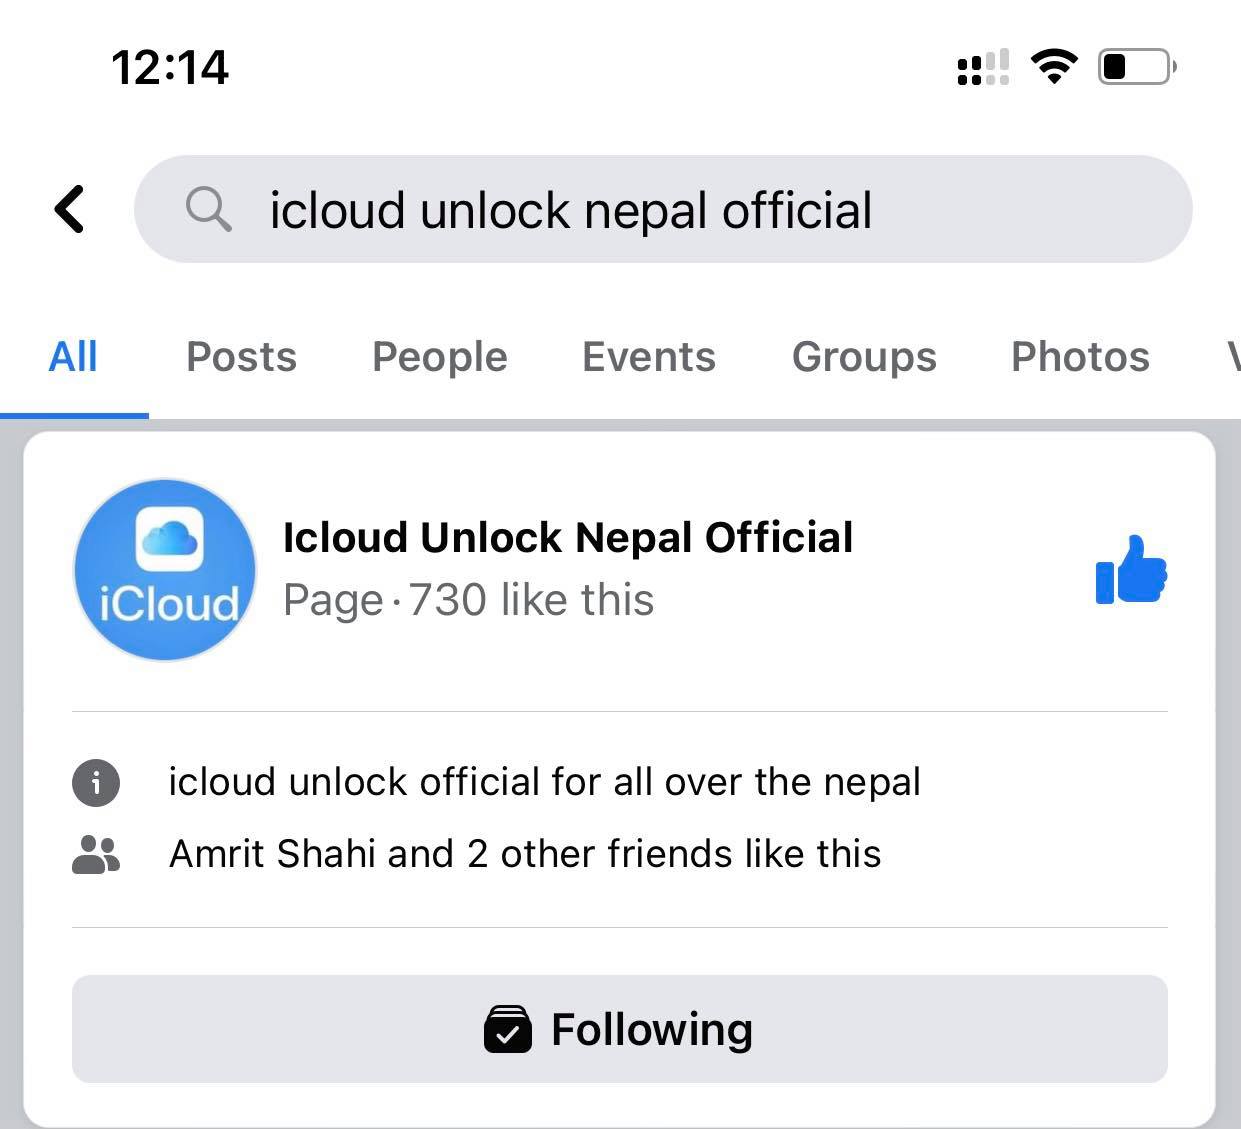 12:14
icloud unlock nepal official
All Posts People Events Groups Photos
iCloud
Icloud Unlock Nepal Official
Page · 730 like this
icloud unlock official for all over the nepal
Amrit Shahi and 2 other friends like this
Following